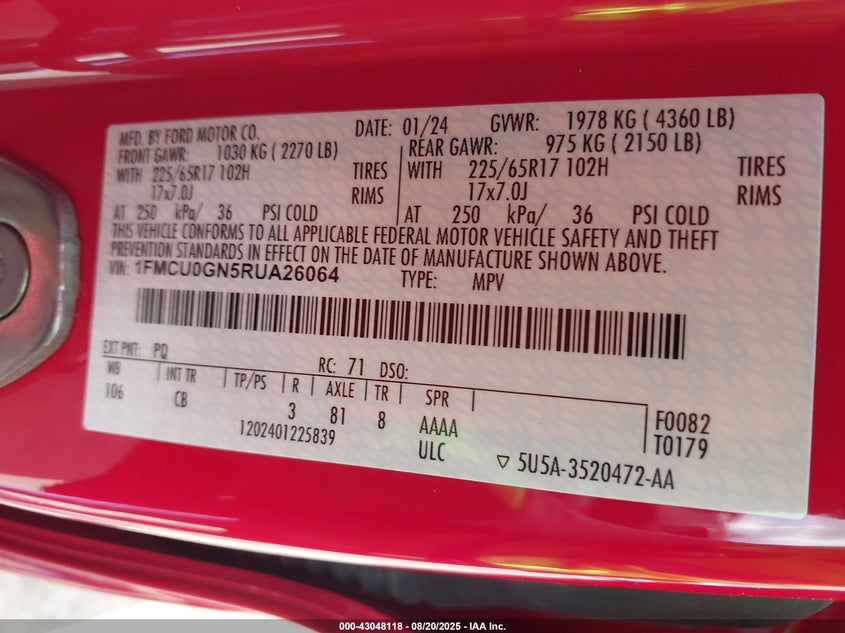 MFD. BY FORD MOTOR CO. DATE: 01/24 GVWR: 1978 KG ( 4360 LB)
FRONT GAWR: 1030 KG ( 2270 LB) REAR GAWR: 975 KG ( 2150 LB)
WITH 225/65R17 102H TIRES WITH 225/65R17 102H TIRES
17x7.0J RIMS 17x7.0J RIMS
AT 250 kPa/ 36 PSI COLD AT 250 kPa/ 36 PSI COLD
THIS VEHICLE CONFORMS TO ALL APPLICABLE FEDERAL MOTOR VEHICLE SAFETY AND THEFT
PREVENTION STANDARDS IN EFFECT ON THE DATE OF MANUFACTURE SHOWN ABOVE.
VIN: 1FMCU0GN5RUA26064 TYPE: MPV
EXT PNT: PQ RC: 71 DSO:
WB INT TR TP/PS R AXLE TR SPR
106 CB 3 81 8 AAAA F0082
1202401225839 ULC T0179
▽ 5U5A-3520472-AA
000-43048118 - 08/20/2025 - IAA Inc.